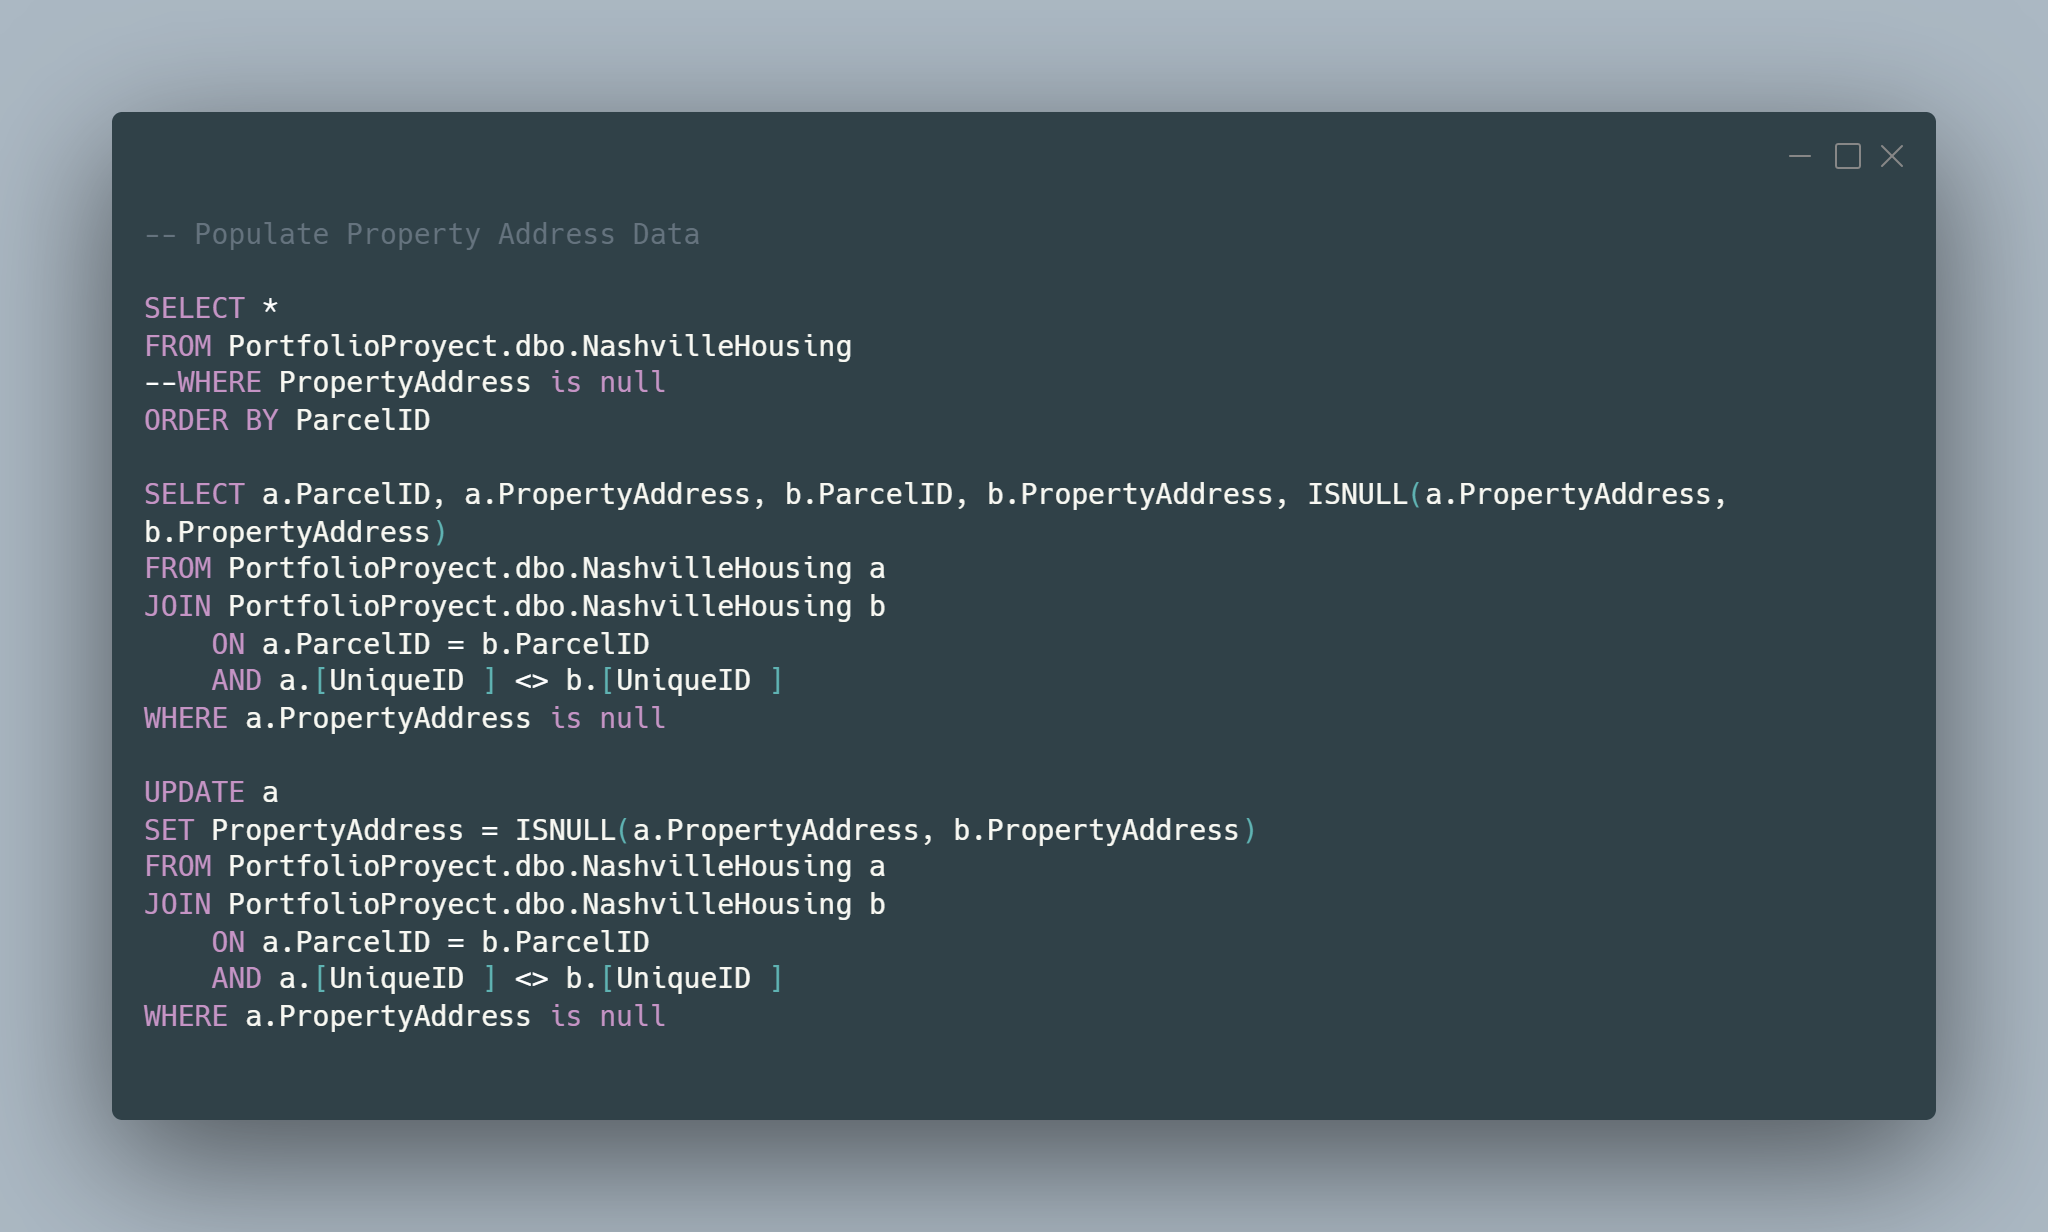 -- Populate Property Address Data

SELECT *
FROM PortfolioProyect.dbo.NashvilleHousing
--WHERE PropertyAddress is null
ORDER BY ParcelID

SELECT a.ParcelID, a.PropertyAddress, b.ParcelID, b.PropertyAddress, ISNULL(a.PropertyAddress,
b.PropertyAddress)
FROM PortfolioProyect.dbo.NashvilleHousing a
JOIN PortfolioProyect.dbo.NashvilleHousing b
    ON a.ParcelID = b.ParcelID
    AND a.[UniqueID ] <> b.[UniqueID ]
WHERE a.PropertyAddress is null

UPDATE a
SET PropertyAddress = ISNULL(a.PropertyAddress, b.PropertyAddress)
FROM PortfolioProyect.dbo.NashvilleHousing a
JOIN PortfolioProyect.dbo.NashvilleHousing b
    ON a.ParcelID = b.ParcelID
    AND a.[UniqueID ] <> b.[UniqueID ]
WHERE a.PropertyAddress is null